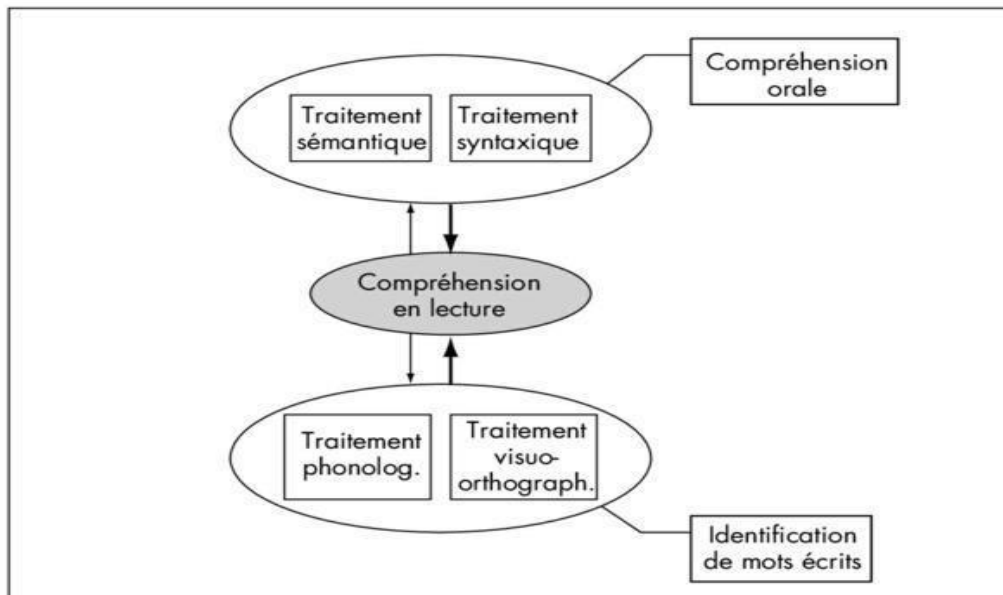 Compréhension
orale
Traitement
sémantique
Traitement
syntaxique
Compréhension
en lecture
Traitement
phonolog.
Traitement
visuo-
orthograph.
Identification
de mots écrits